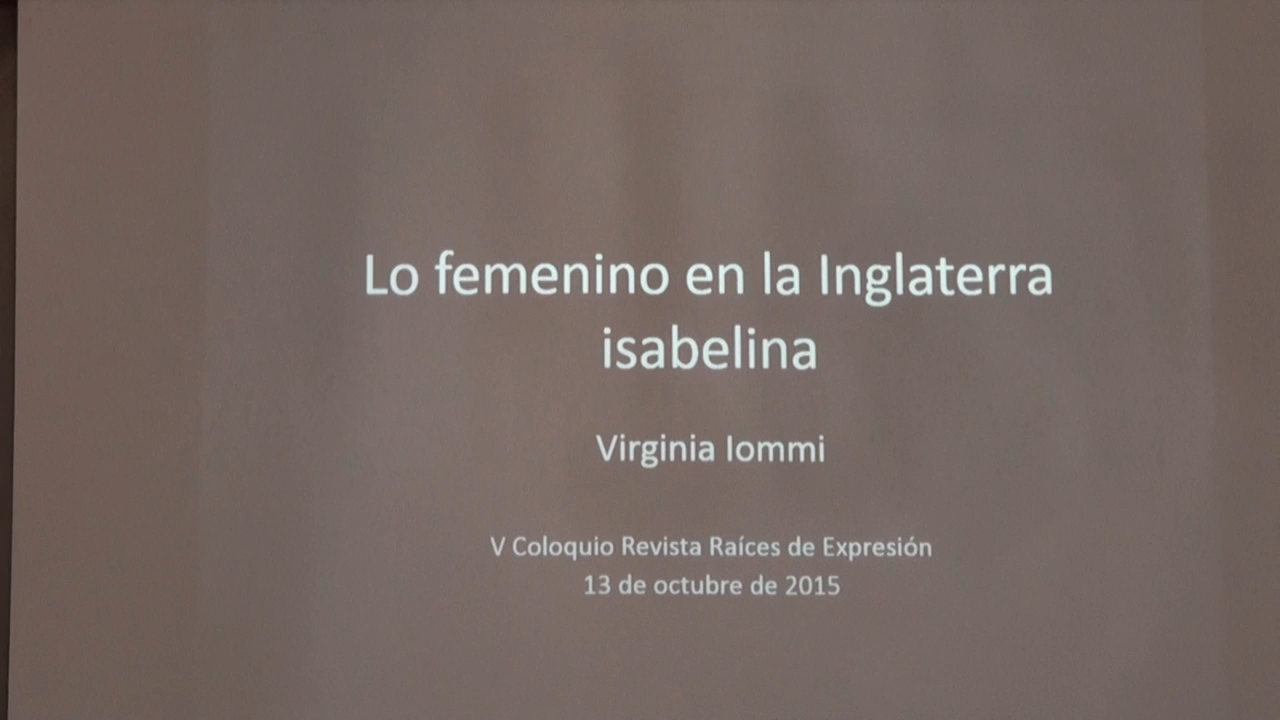 Lo femenino en la Inglaterra
isabelina
Virginia Iommi
V Coloquio Revista Raíces de Expresión
13 de octubre de 2015